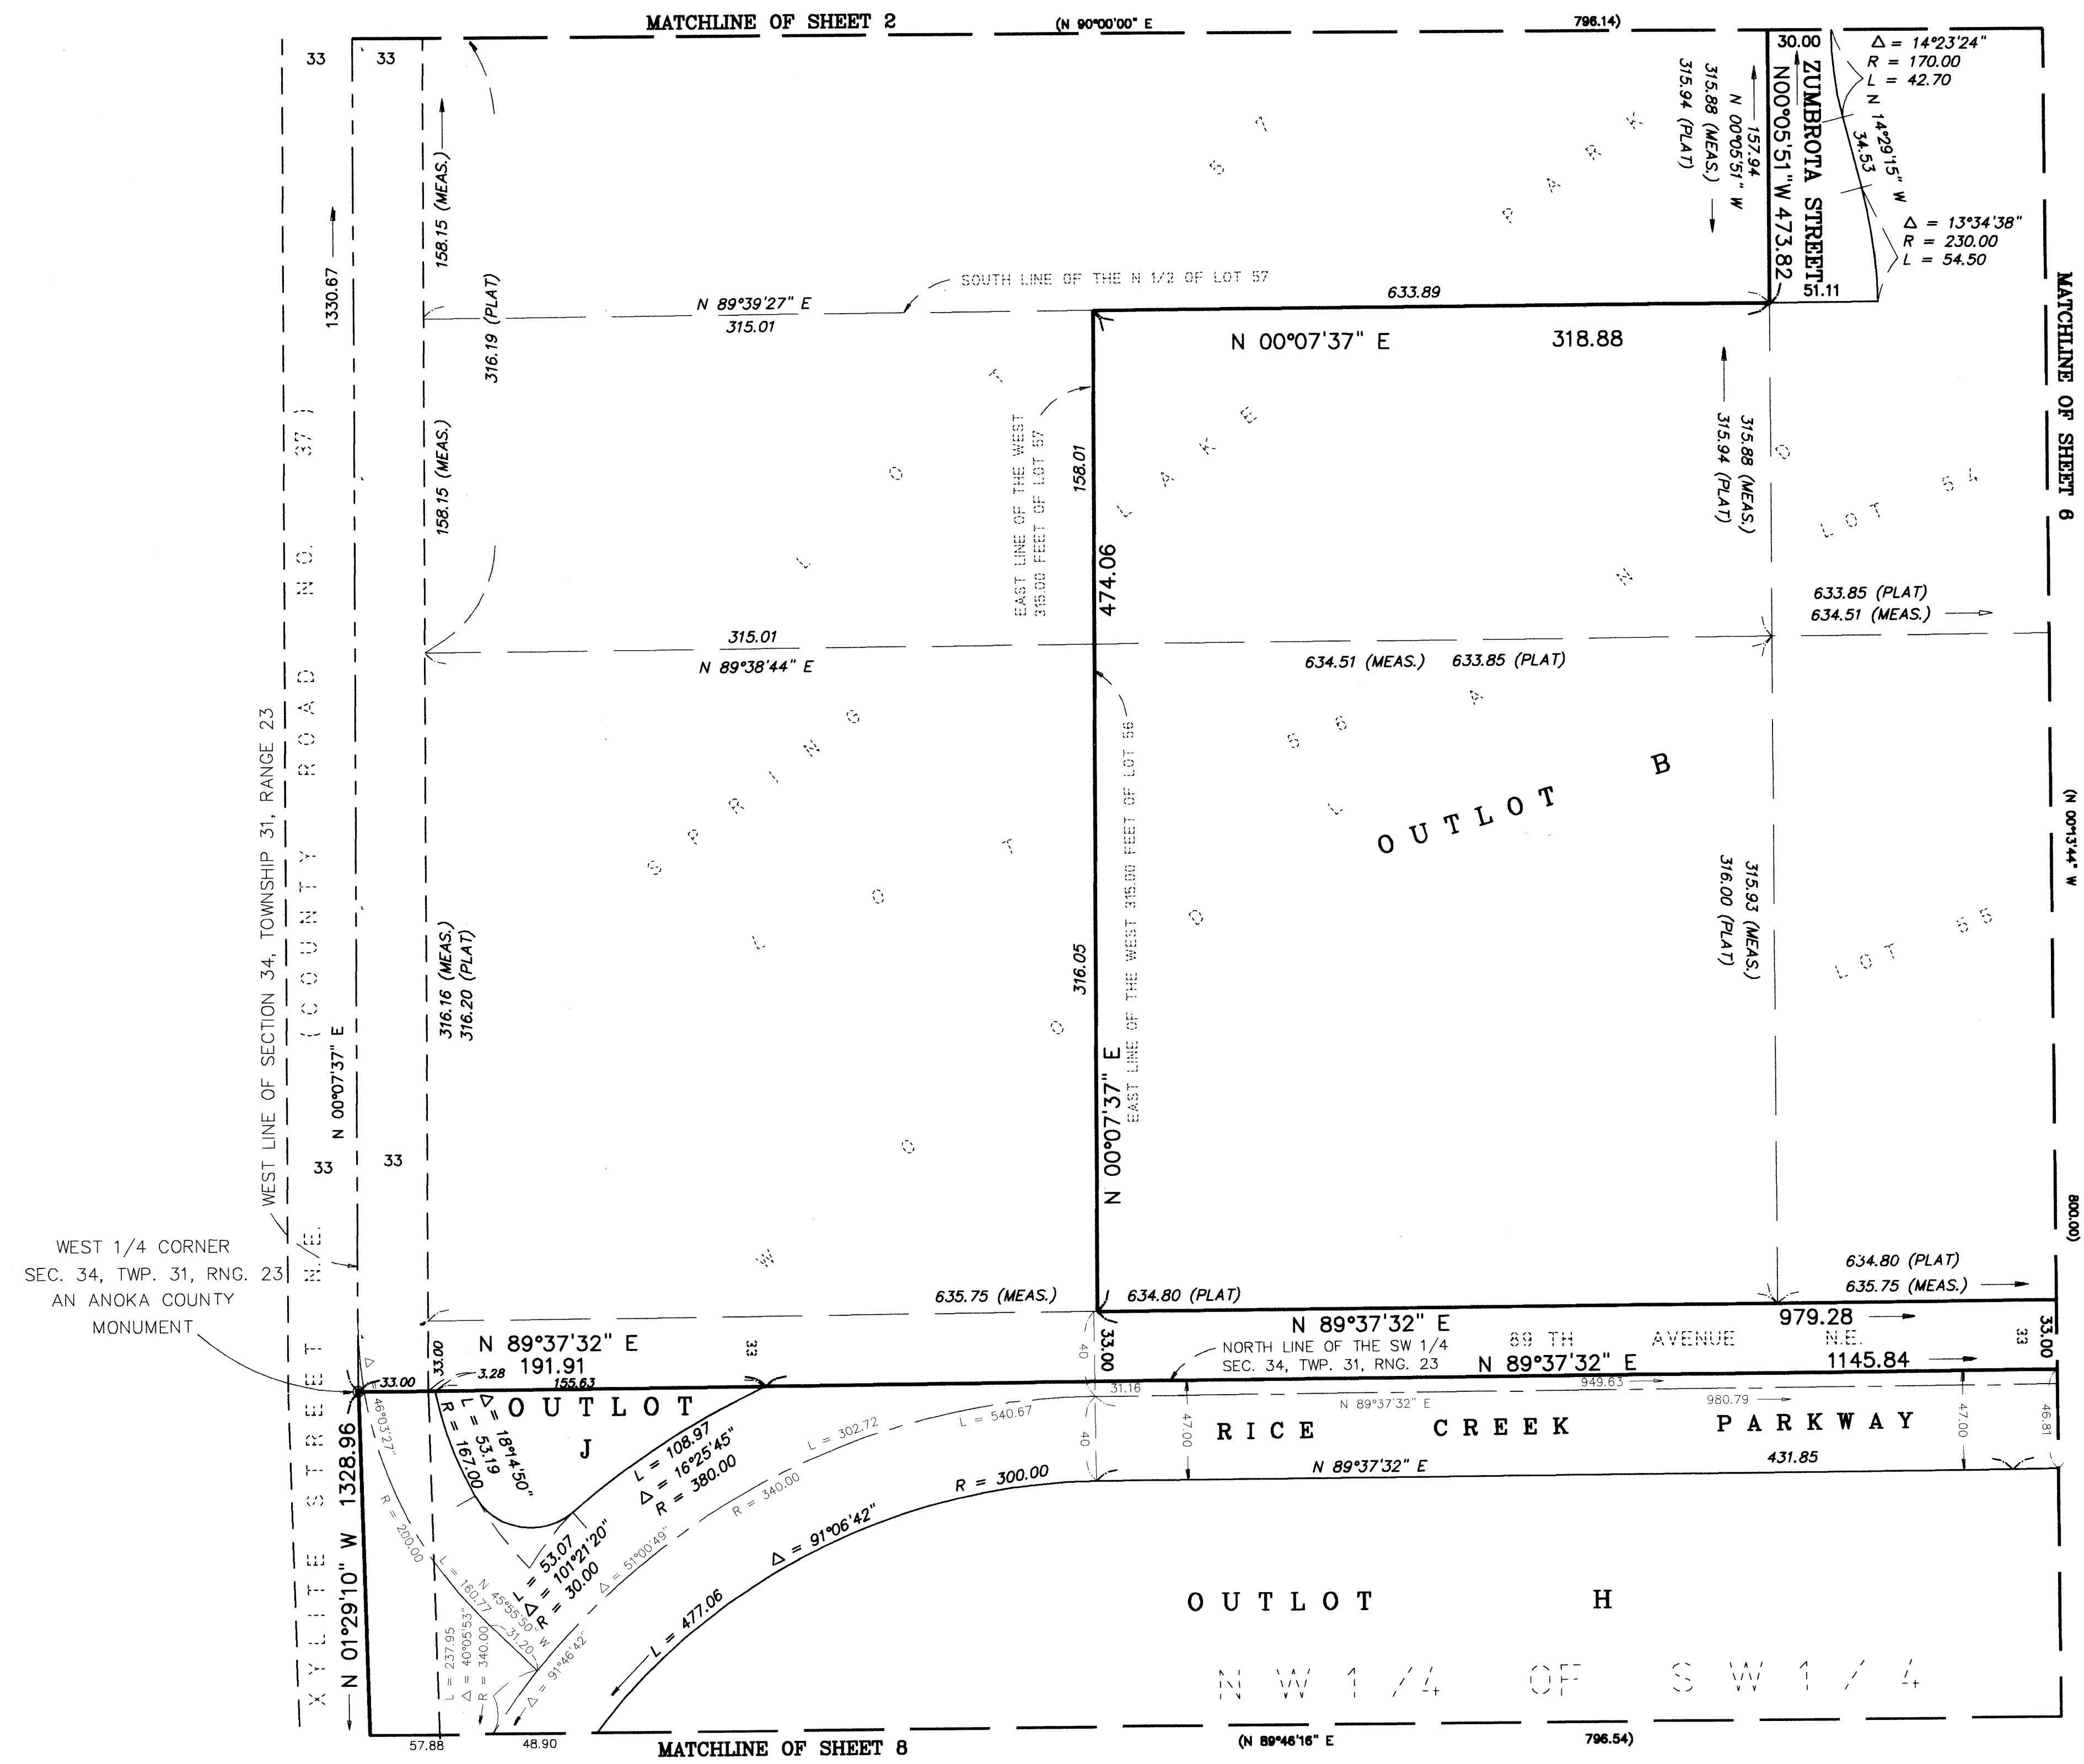 MATCHLINE OF SHEET 2
(N 90°00'00" E
796.14)
33
33
158.15 (MEAS.)
1330.67
316.19 (PLAT)
158.15 (MEAS.)
N 89°39'27" E
315.01
SOUTH LINE OF THE N 1/2 OF LOT 57
633.89
N 00°07'37" E
318.88
315.94 (PLAT)
315.88 (MEAS.)
N 00°05'51" W
157.94
30.00
N00°05'51"W 473.82
ZUMBROTA STREET
51.11
Δ = 14°23'24"
R = 170.00
L = 42.70
N 14°29'15" W
34.53
Δ = 13°34'38"
R = 230.00
L = 54.50
MATCHLINE OF SHEET 6
LOT 57
SPRING LAKE PARK
EAST LINE OF THE WEST
315.00 FEET OF LOT 57
158.01
474.06
315.88 (MEAS.)
315.94 (PLAT)
LOT 54
633.85 (PLAT)
634.51 (MEAS.)
315.01
N 89°38'44" E
634.51 (MEAS.)
633.85 (PLAT)
LOT 56
OUTLOT B
WEST LINE OF SECTION 34, TOWNSHIP 31, RANGE 23
XYLITE STREET N.E. (COUNTY ROAD NO. 37)
N 00°07'37" E
33
33
316.16 (MEAS.)
316.20 (PLAT)
316.05
N 00°07'37" E
EAST LINE OF THE WEST 315.00 FEET OF LOT 56
315.93 (MEAS.)
316.00 (PLAT)
LOT 55
(N 00°13'44" W
800.00)
WEST 1/4 CORNER
SEC. 34, TWP. 31, RNG. 23
AN ANOKA COUNTY
MONUMENT
635.75 (MEAS.)
634.80 (PLAT)
634.80 (PLAT)
635.75 (MEAS.)
N 89°37'32" E
979.28
N 89°37'32" E
191.91
33.00
33
40
33.00
NORTH LINE OF THE SW 1/4
SEC. 34, TWP. 31, RNG. 23
89 TH AVENUE N.E.
N 89°37'32" E
1145.84
33
33.00
33.00
3.28
155.63
OUTLOT
J
Δ = 18°14'50"
L = 53.19
R = 167.00
L = 108.97
Δ = 16°25'45"
R = 380.00
L = 53.07
Δ = 101°21'20"
R = 30.00
31.16
949.63
N 89°37'32" E
980.79
RICE CREEK PARKWAY
47.00
47.00
46.81
40
N 89°37'32" E
431.85
Δ 46°03'27"
R = 200.00
L = 160.77
N 45°55'50" W
31.20
L = 302.72
L = 540.67
R = 340.00
Δ = 51°00'49"
Δ = 91°46'42"
L = 237.95
Δ = 40°05'53"
R = 340.00
R = 300.00
Δ = 91°06'42"
L = 477.06
N 01°29'10" W 1328.96
OUTLOT H
NW 1/4 OF SW 1/4
57.88
48.90
MATCHLINE OF SHEET 8
(N 89°46'16" E
796.54)